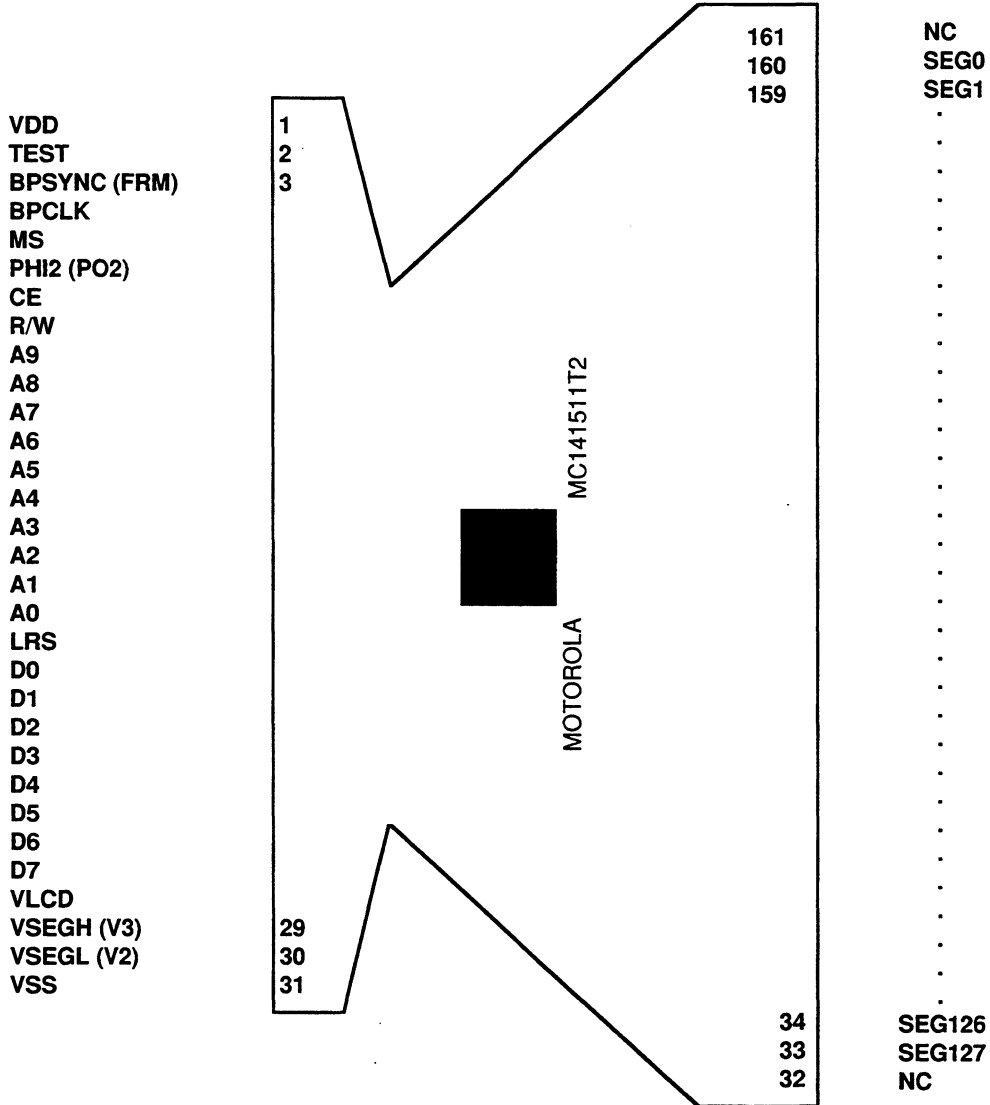 161 NC
160 SEG0
159 SEG1
VDD 1
TEST 2
BPSYNC (FRM) 3
BPCLK
MS
PHI2 (PO2)
CE
R/W
A9
A8
A7
A6
A5
A4
A3
A2
A1
A0
LRS
D0
D1
D2
D3
D4
D5
D6
D7
VLCD
VSEGH (V3) 29
VSEGL (V2) 30
VSS 31
MC141511T2
MOTOROLA
34 SEG126
33 SEG127
32 NC